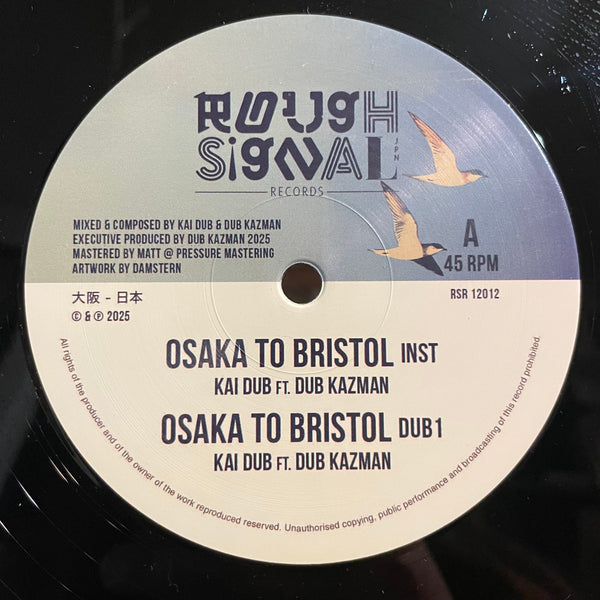 ROUGH
SiGNAL
JPN
RECORDS
MIXED & COMPOSED BY KAI DUB & DUB KAZMAN
EXECUTIVE PRODUCED BY DUB KAZMAN 2025
MASTERED BY MATT @ PRESSURE MASTERING
ARTWORK BY DAMSTERN
A
45 RPM
大阪 - 日本
© & ℗ 2025
RSR 12012
OSAKA TO BRISTOL INST
KAI DUB FT. DUB KAZMAN
OSAKA TO BRISTOL DUB1
KAI DUB FT. DUB KAZMAN
All rights of the producer and of the owner of the work reproduced reserved. Unauthorised copying, public performance and broadcasting of this record prohibited.